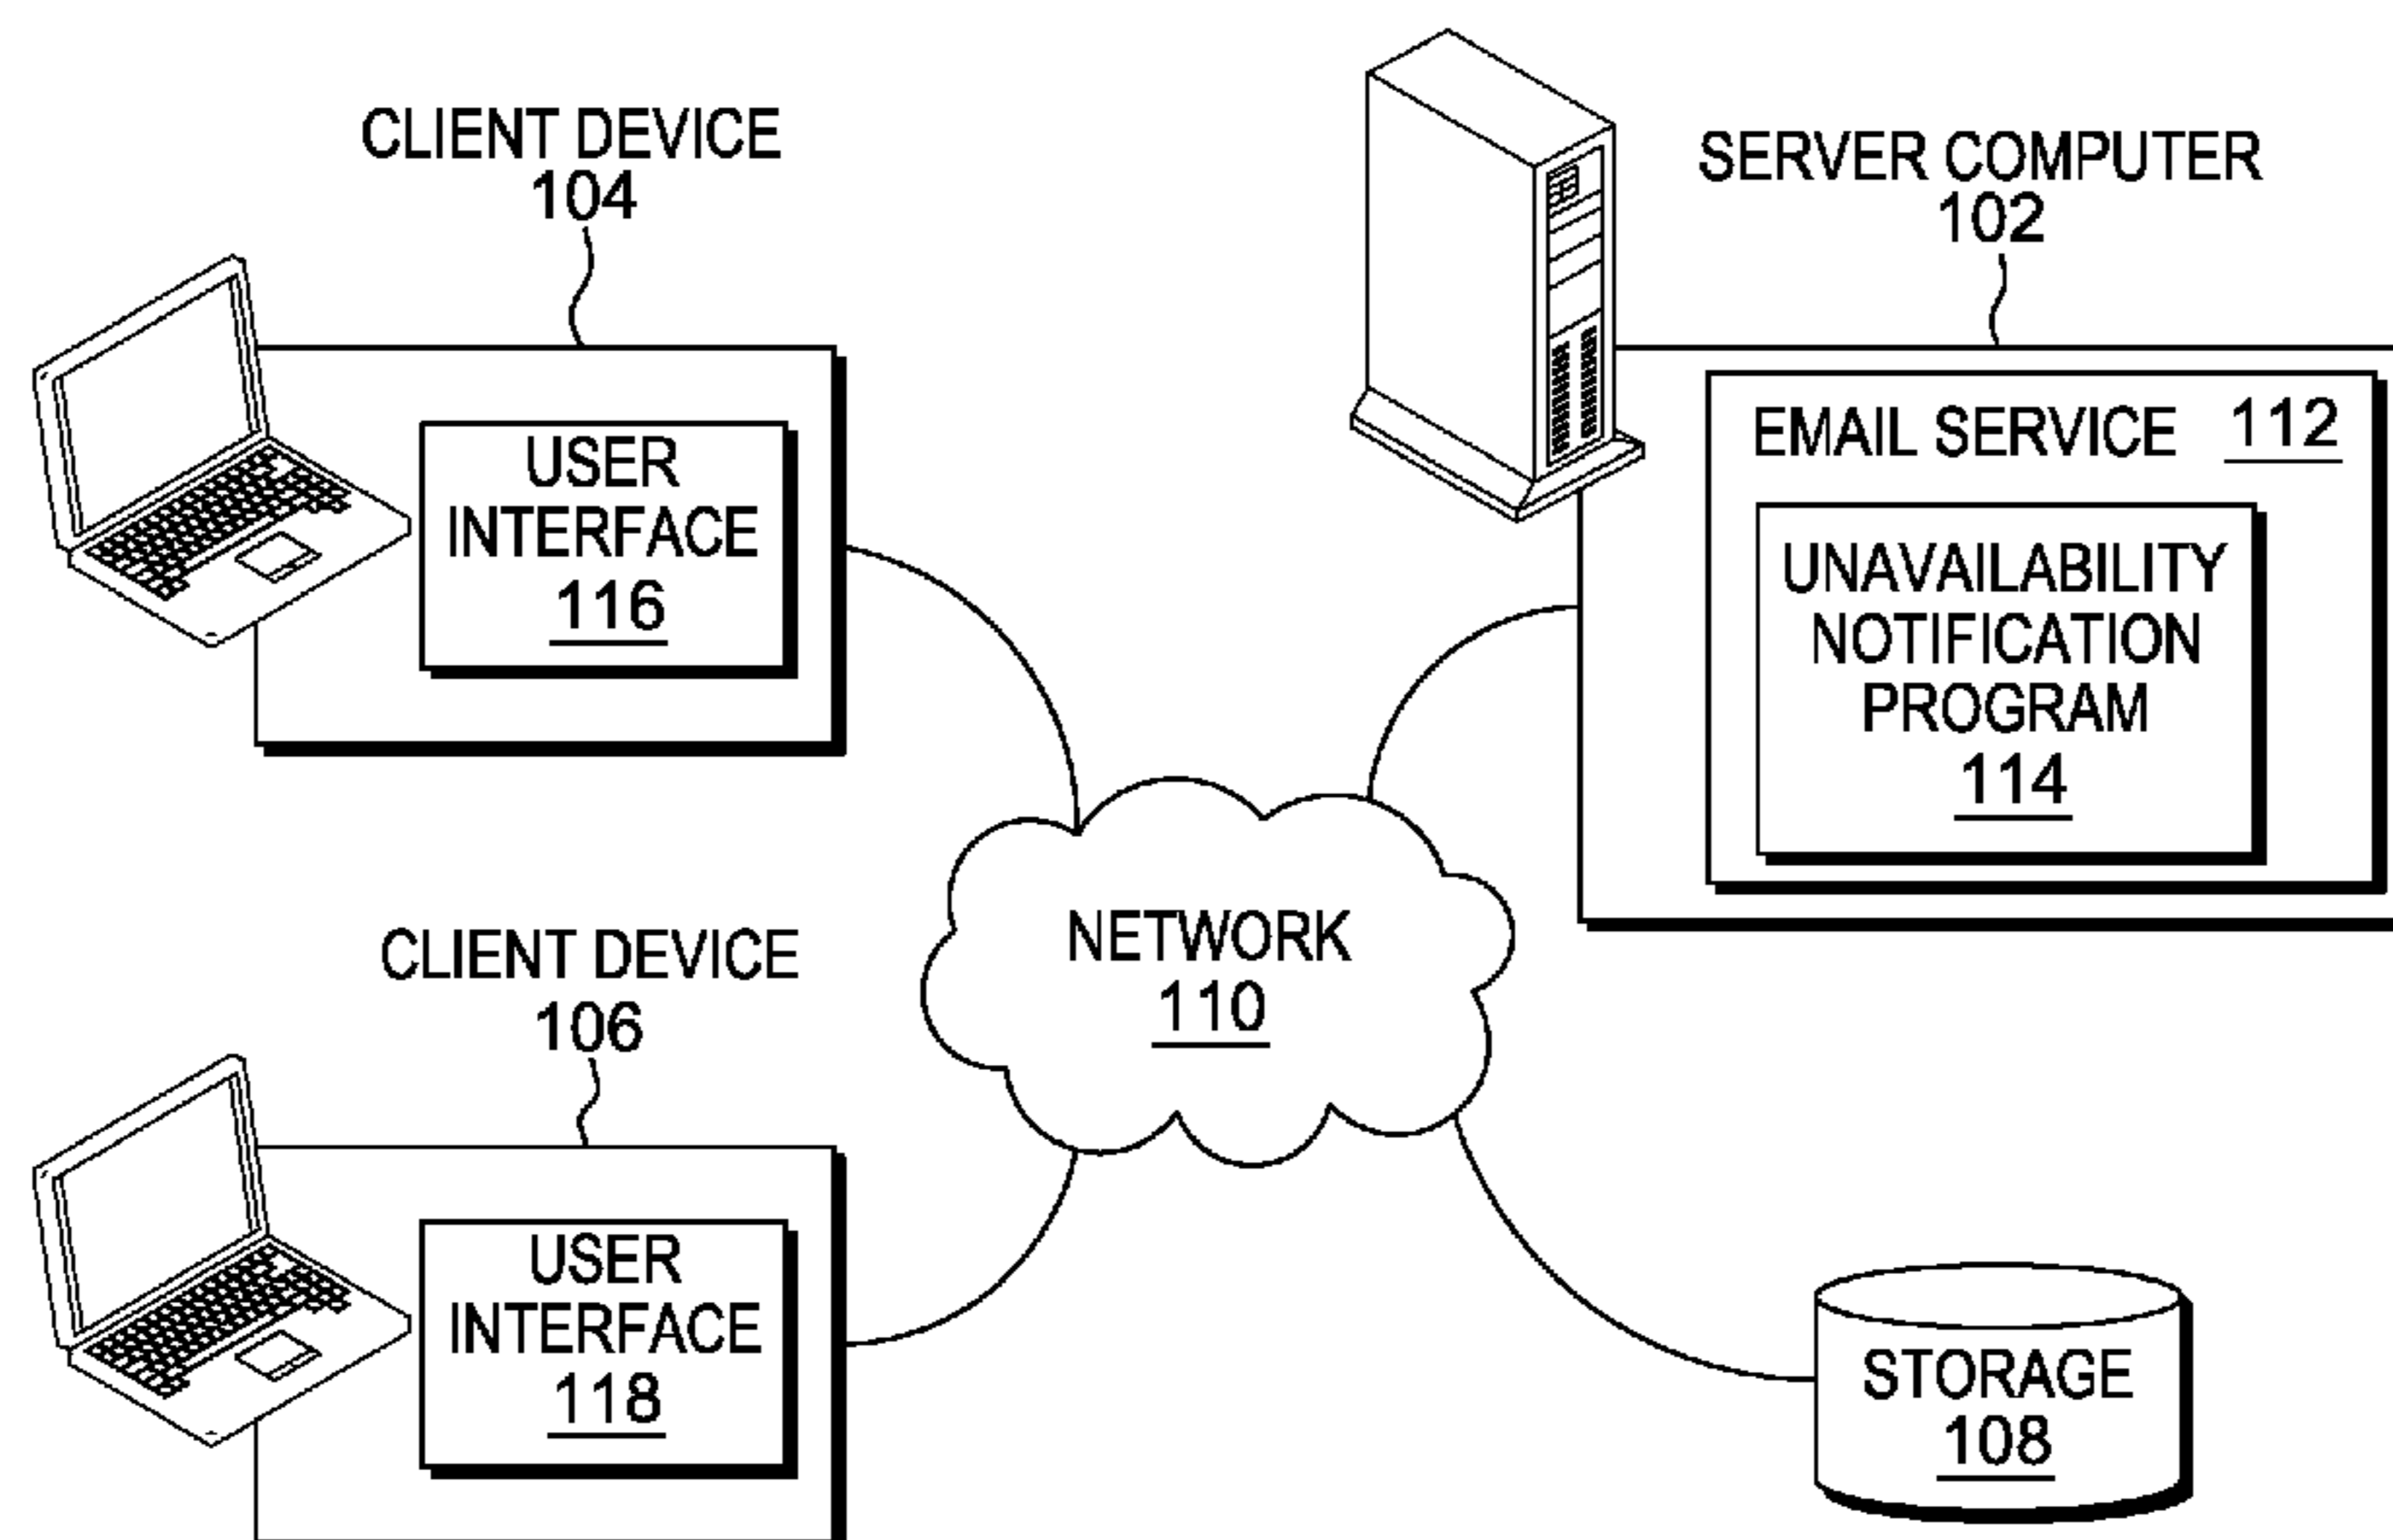 CLIENT DEVICE
104
USER
INTERFACE
116
SERVER COMPUTER
102
EMAIL SERVICE 112
UNAVAILABILITY
NOTIFICATION
PROGRAM
114
NETWORK
110
CLIENT DEVICE
106
USER
INTERFACE
118
STORAGE
108